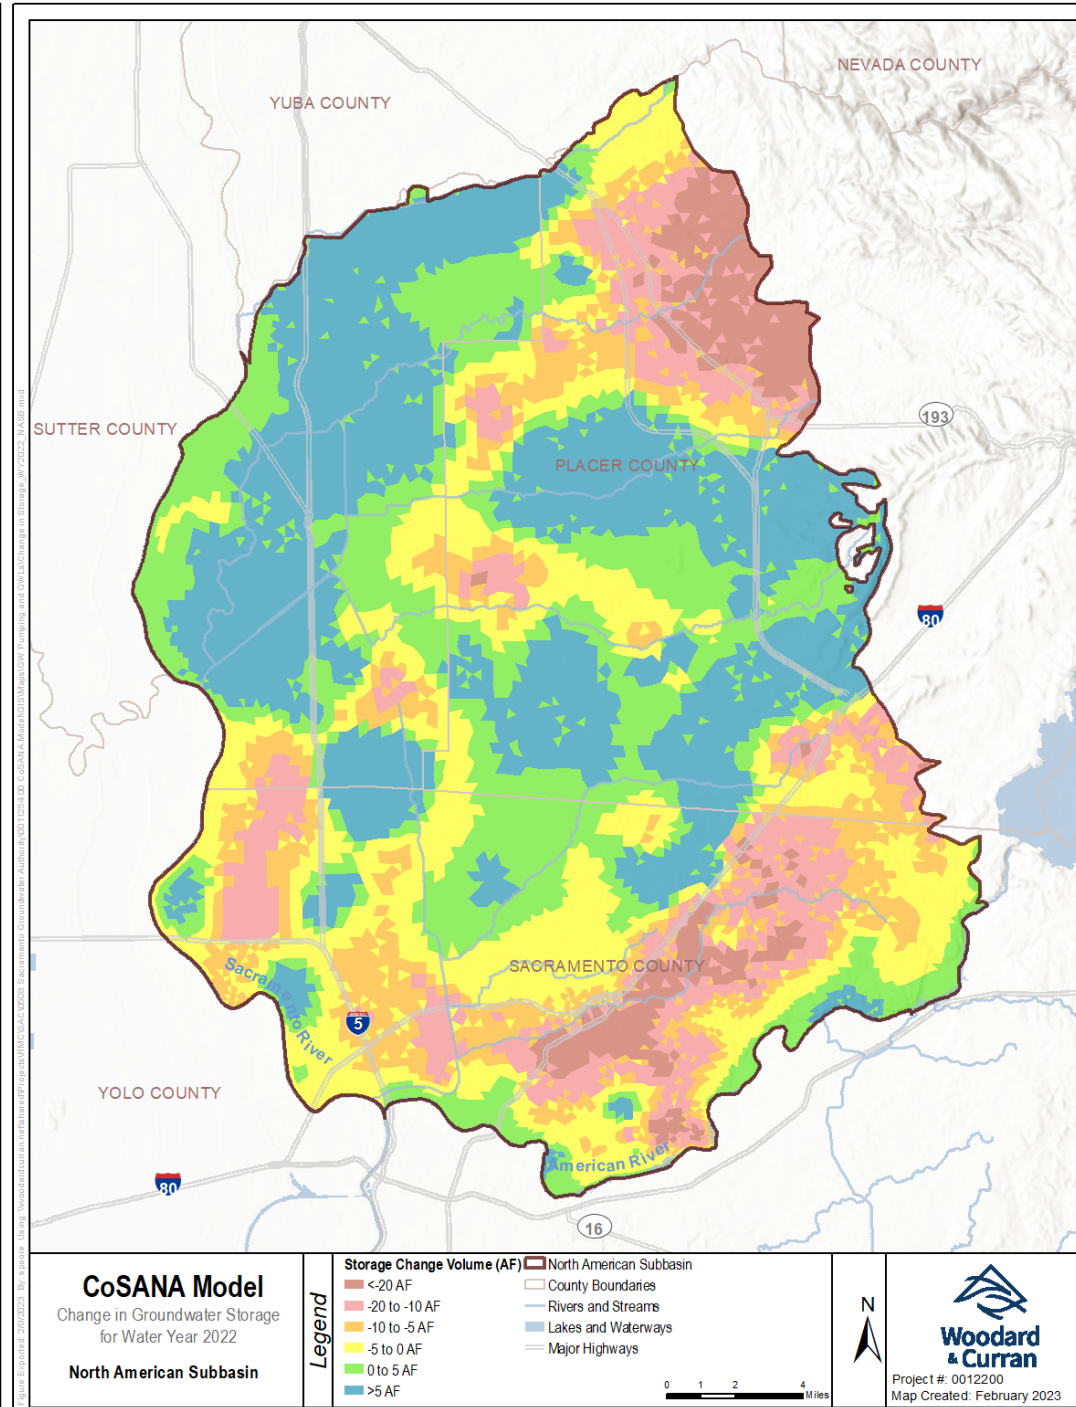 NEVADA COUNTY
YUBA COUNTY
193
SUTTER COUNTY
PLACER COUNTY
80
SACRAMENTO COUNTY
Sacramento River
5
YOLO COUNTY
American River
80
16
CoSANA Model
Change in Groundwater Storage
for Water Year 2022
North American Subbasin
Legend
Storage Change Volume (AF)
<-20 AF
-20 to -10 AF
-10 to -5 AF
-5 to 0 AF
0 to 5 AF
>5 AF
North American Subbasin
County Boundaries
Rivers and Streams
Lakes and Waterways
Major Highways
0 1 2 4
Miles
N
Woodard
& Curran
Project #: 0012200
Map Created: February 2023